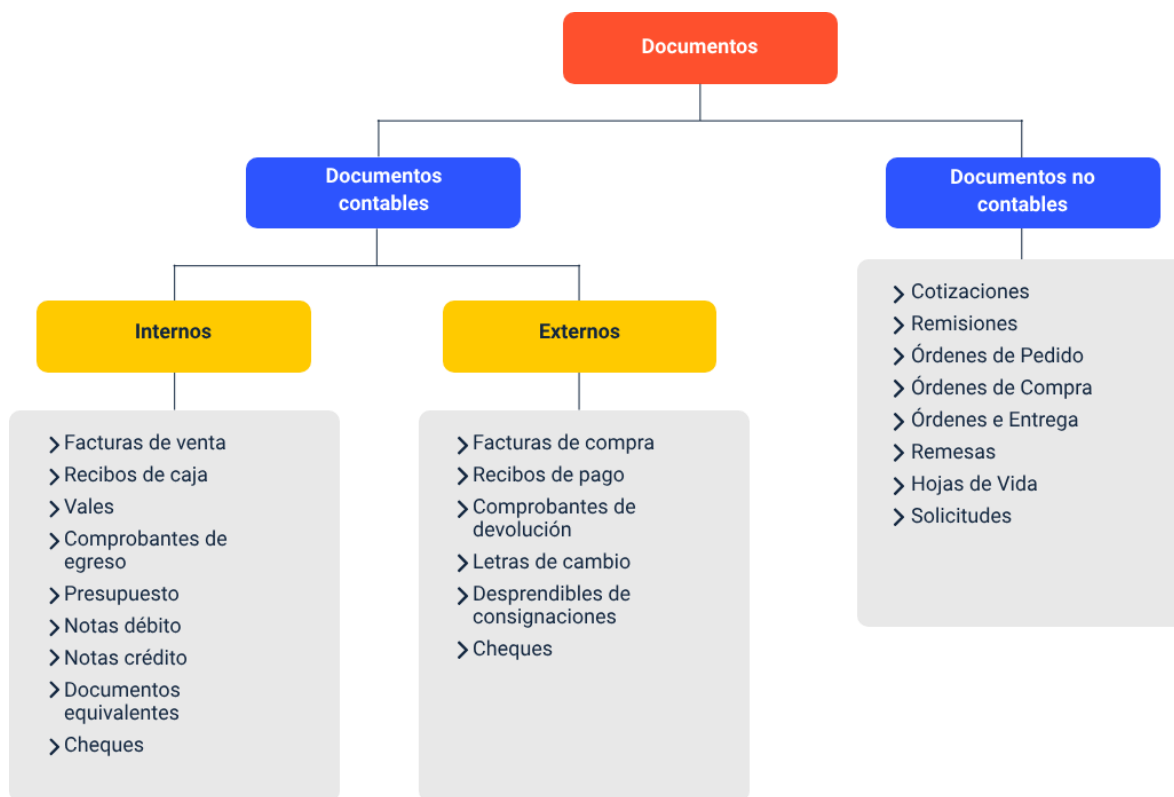 Documentos
Documentos
contables
Documentos no
contables
Internos
Externos
Facturas de venta
Recibos de caja
Vales
Comprobantes de
egreso
Presupuesto
Notas débito
Notas crédito
Documentos
equivalentes
Cheques
Facturas de compra
Recibos de pago
Comprobantes de
devolución
Letras de cambio
Desprendibles de
consignaciones
Cheques
Cotizaciones
Remisiones
Órdenes de Pedido
Órdenes de Compra
Órdenes e Entrega
Remesas
Hojas de Vida
Solicitudes